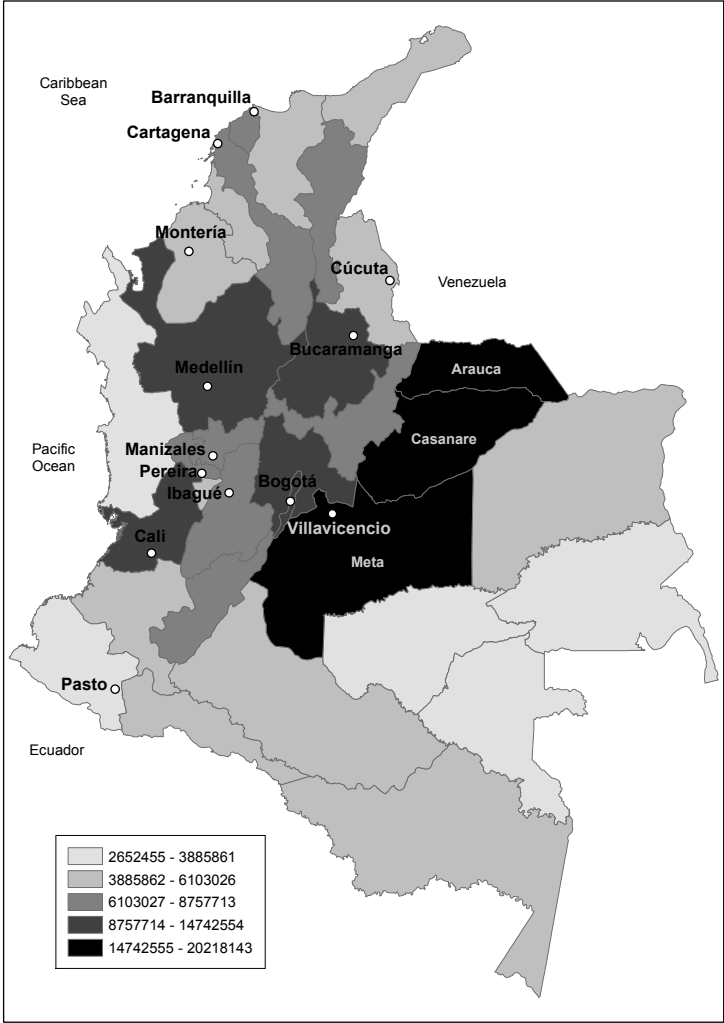 Caribbean
Sea
Barranquilla
Cartagena
Montería
Cúcuta
Venezuela
Bucaramanga
Arauca
Medellín
Casanare
Pacific
Ocean
Manizales
Pereira
Ibagué
Bogotá
Villavicencio
Cali
Meta
Pasto
Ecuador
2652455 - 3885861
3885862 - 6103026
6103027 - 8757713
8757714 - 14742554
14742555 - 20218143